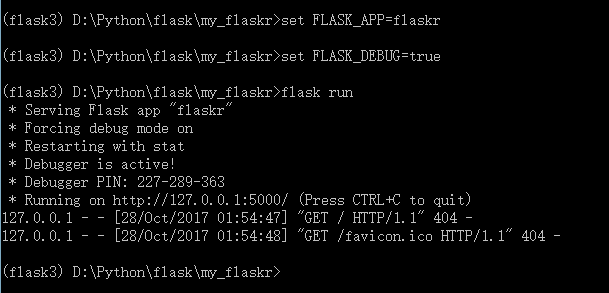 (flask3) D:\Python\flask\my_flaskr>set FLASK_APP=flaskr
(flask3) D:\Python\flask\my_flaskr>set FLASK_DEBUG=true
(flask3) D:\Python\flask\my_flaskr>flask run
* Serving Flask app "flaskr"
* Forcing debug mode on
* Restarting with stat
* Debugger is active!
* Debugger PIN: 227-289-363
* Running on http://127.0.0.1:5000/ (Press CTRL+C to quit)
127.0.0.1 - - [28/Oct/2017 01:54:47] "GET / HTTP/1.1" 404 -
127.0.0.1 - - [28/Oct/2017 01:54:48] "GET /favicon.ico HTTP/1.1" 404 -
(flask3) D:\Python\flask\my_flaskr>